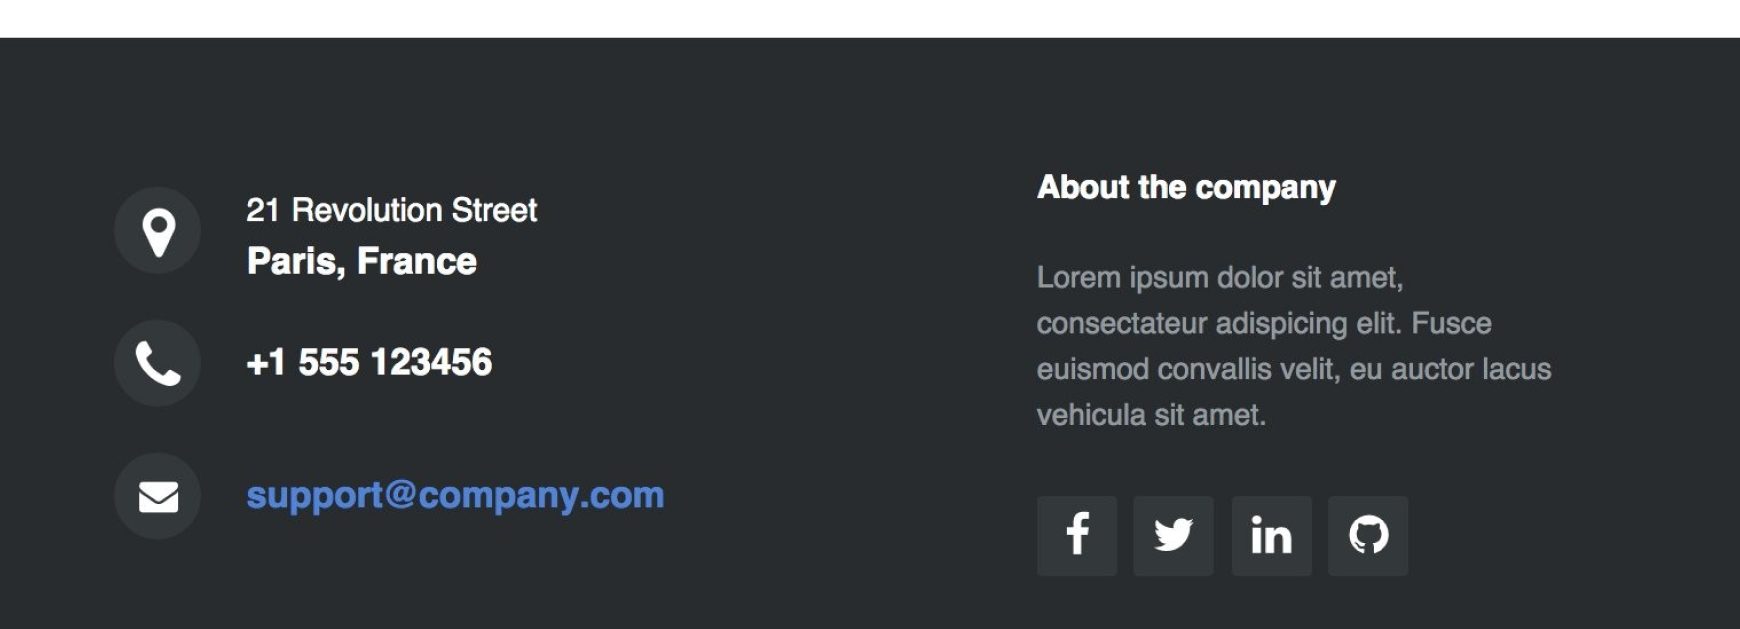 21 Revolution Street
Paris, France
+1 555 123456
support@company.com
About the company
Lorem ipsum dolor sit amet,
consectateur adispicing elit. Fusce
euismod convallis velit, eu auctor lacus
vehicula sit amet.
f
in